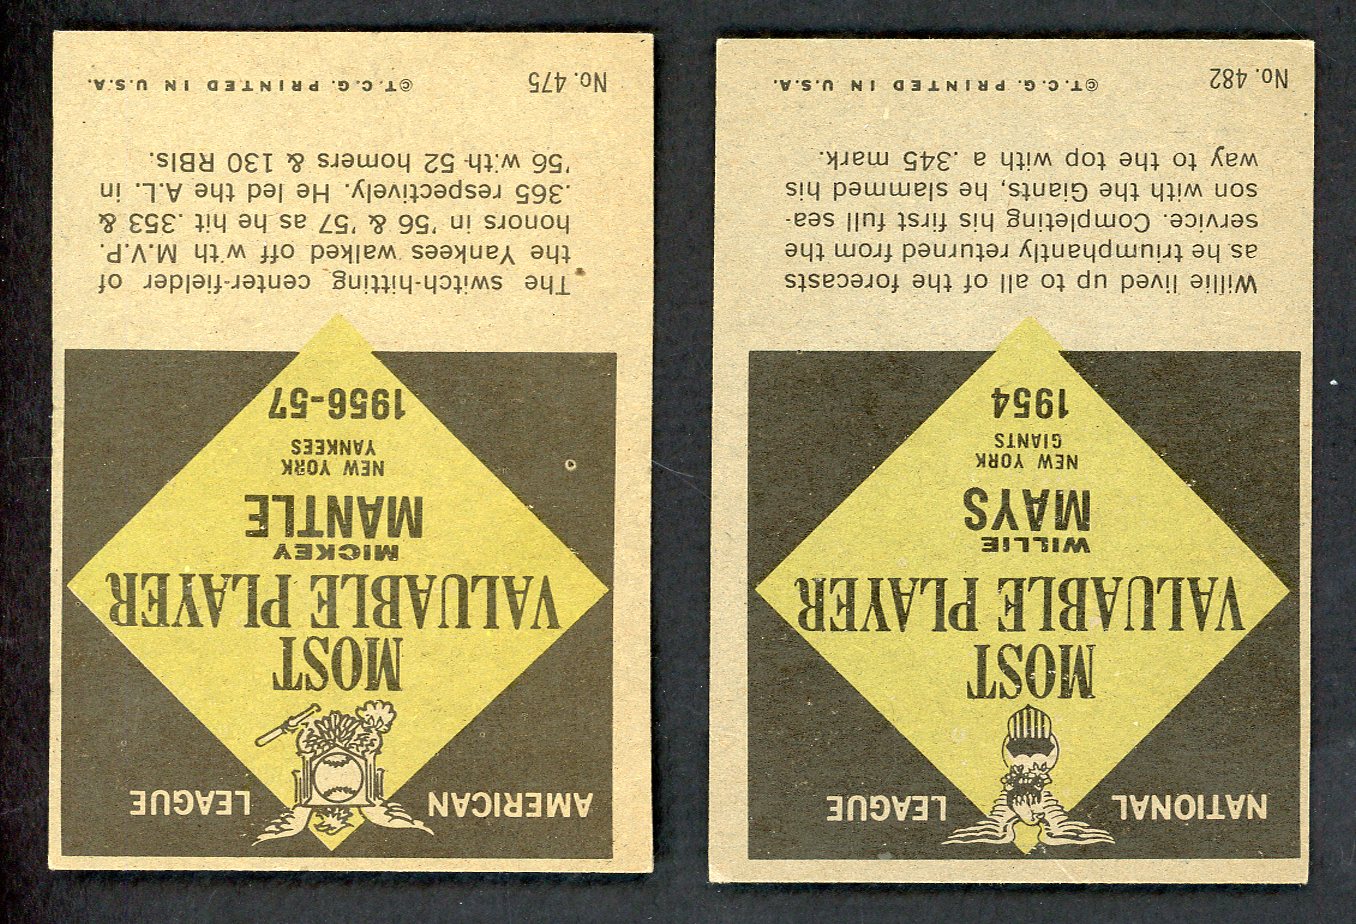 AMERICAN LEAGUE
MOST
VALUABLE PLAYER
MICKEY
MANTLE
NEW YORK
YANKEES
1956-57
The switch-hitting center-fielder of
the Yankees walked off w'th M.V.P.
honors in '56 & '57 as he hit .353 &
.365 respectively. He led the A.L. in
'56 w.th 52 homers & 130 RBIs.
No. 475 ©T.C.G. PRINTED IN U.S.A.
NATIONAL LEAGUE
MOST
VALUABLE PLAYER
WILLIE
MAYS
NEW YORK
GIANTS
1954
Willie lived up to all of the forecasts
as he triumphantly returned from the
service. Completing his first full sea-
son with the Giants, he slammed his
way to the top with a .345 mark.
No. 482 ©T.C.G. PRINTED IN U.S.A.